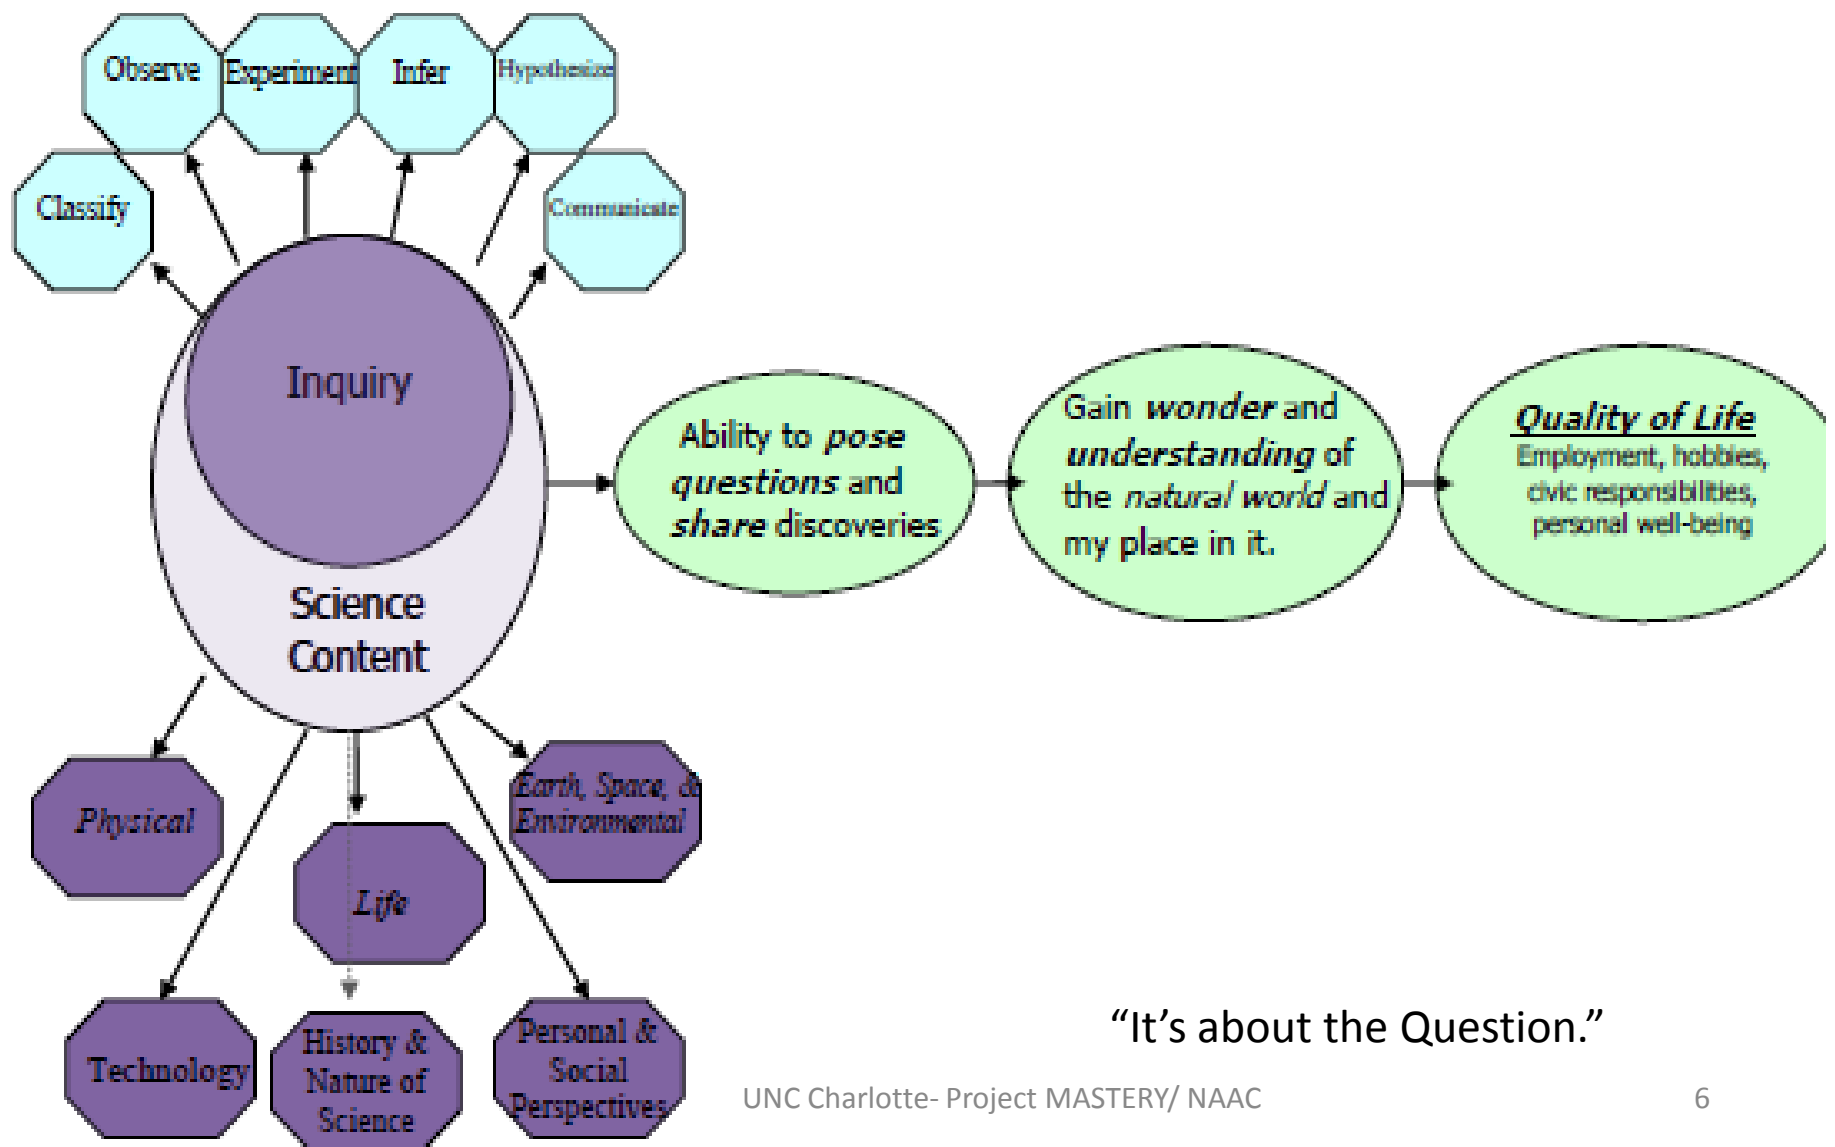 Observe
Experiment
Infer
Hypothesize
Classify
Communicate
Inquiry
Science
Content
Ability to pose
questions and
share discoveries
Gain wonder and
understanding of
the natural world and
my place in it.
Quality of Life
Employment, hobbies,
civic responsibilities,
personal well-being
Physical
Earth, Space, &
Environmental
Life
Technology
History &
Nature of
Science
Personal &
Social
Perspectives
“It’s about the Question.”
UNC Charlotte- Project MASTERY/ NAAC
6